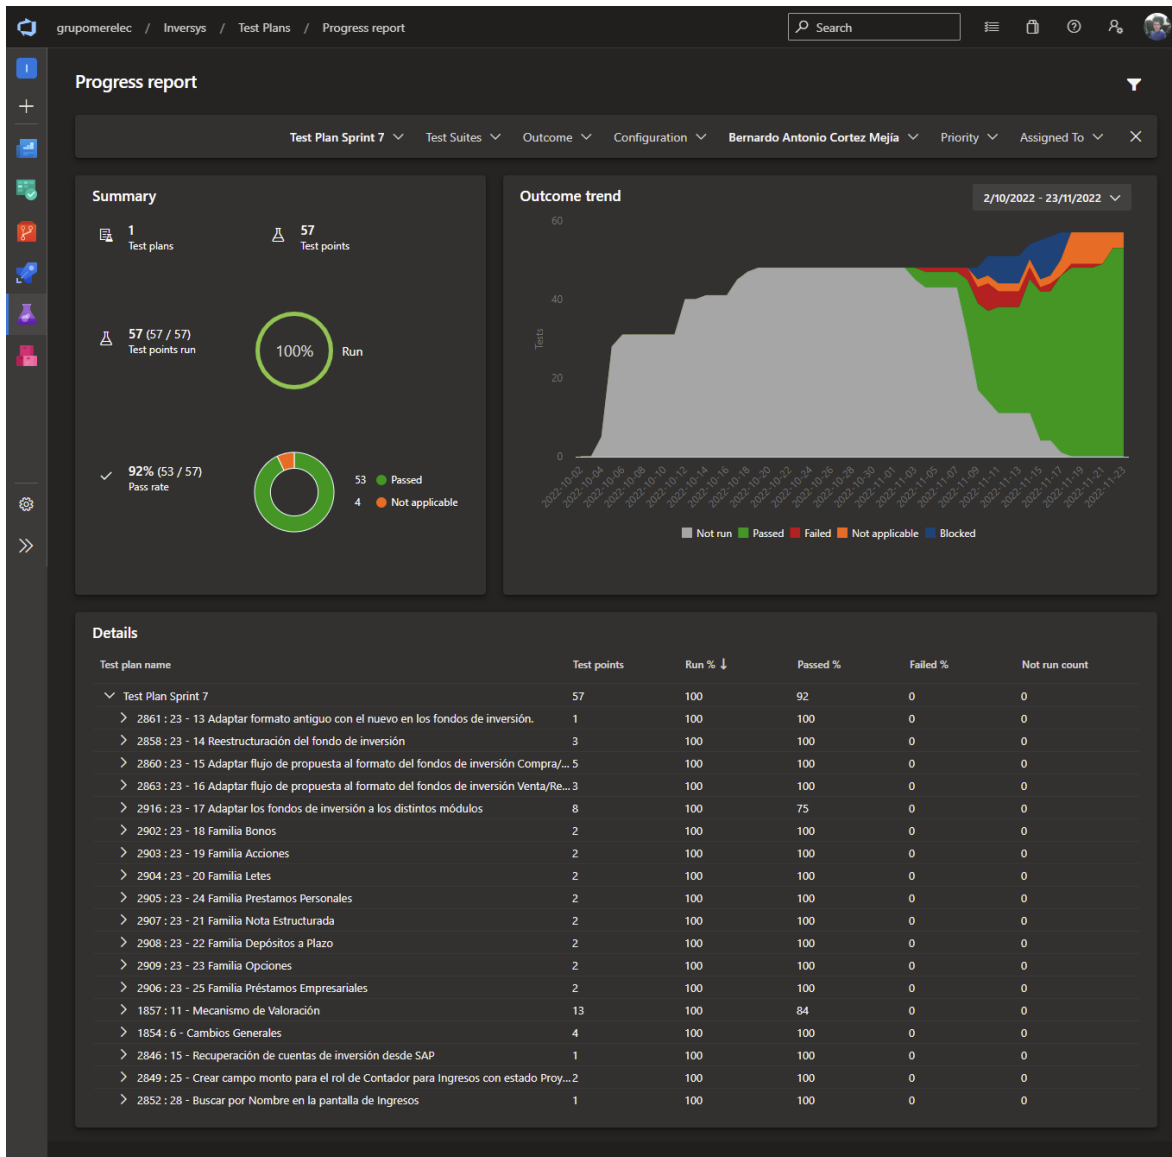 grupomerelec / Inversys / Test Plans / Progress report
Search
I
Progress report
Test Plan Sprint 7 Test Suites Outcome Configuration Bernardo Antonio Cortez Mejía Priority Assigned To
Summary
1
Test plans
57
Test points
57 (57 / 57)
Test points run
100%
Run
92% (53 / 57)
Pass rate
53 Passed
4 Not applicable
Outcome trend
2/10/2022 - 23/11/2022
60
40
20
0
Tests
2022-10-02 2022-10-04 2022-10-06 2022-10-08 2022-10-10 2022-10-12 2022-10-14 2022-10-16 2022-10-18 2022-10-20 2022-10-22 2022-10-24 2022-10-26 2022-10-28 2022-10-30 2022-11-01 2022-11-03 2022-11-05 2022-11-07 2022-11-09 2022-11-11 2022-11-13 2022-11-15 2022-11-17 2022-11-19 2022-11-21 2022-11-23
Not run Passed Failed Not applicable Blocked
Details
Test plan name Test points Run % ↓ Passed % Failed % Not run count
Test Plan Sprint 7 57 100 92 0 0
2861 : 23 - 13 Adaptar formato antiguo con el nuevo en los fondos de inversión. 1 100 100 0 0
2858 : 23 - 14 Reestructuración del fondo de inversión 3 100 100 0 0
2860 : 23 - 15 Adaptar flujo de propuesta al formato del fondos de inversión Compra/... 5 100 100 0 0
2863 : 23 - 16 Adaptar flujo de propuesta al formato del fondos de inversión Venta/Re... 3 100 100 0 0
2916 : 23 - 17 Adaptar los fondos de inversión a los distintos módulos 8 100 75 0 0
2902 : 23 - 18 Familia Bonos 2 100 100 0 0
2903 : 23 - 19 Familia Acciones 2 100 100 0 0
2904 : 23 - 20 Familia Letes 2 100 100 0 0
2905 : 23 - 24 Familia Prestamos Personales 2 100 100 0 0
2907 : 23 - 21 Familia Nota Estructurada 2 100 100 0 0
2908 : 23 - 22 Familia Depósitos a Plazo 2 100 100 0 0
2909 : 23 - 23 Familia Opciones 2 100 100 0 0
2906 : 23 - 25 Familia Préstamos Empresariales 2 100 100 0 0
1857 : 11 - Mecanismo de Valoración 13 100 84 0 0
1854 : 6 - Cambios Generales 4 100 100 0 0
2846 : 15 - Recuperación de cuentas de inversión desde SAP 1 100 100 0 0
2849 : 25 - Crear campo monto para el rol de Contador para Ingresos con estado Proy... 2 100 100 0 0
2852 : 28 - Buscar por Nombre en la pantalla de Ingresos 1 100 100 0 0